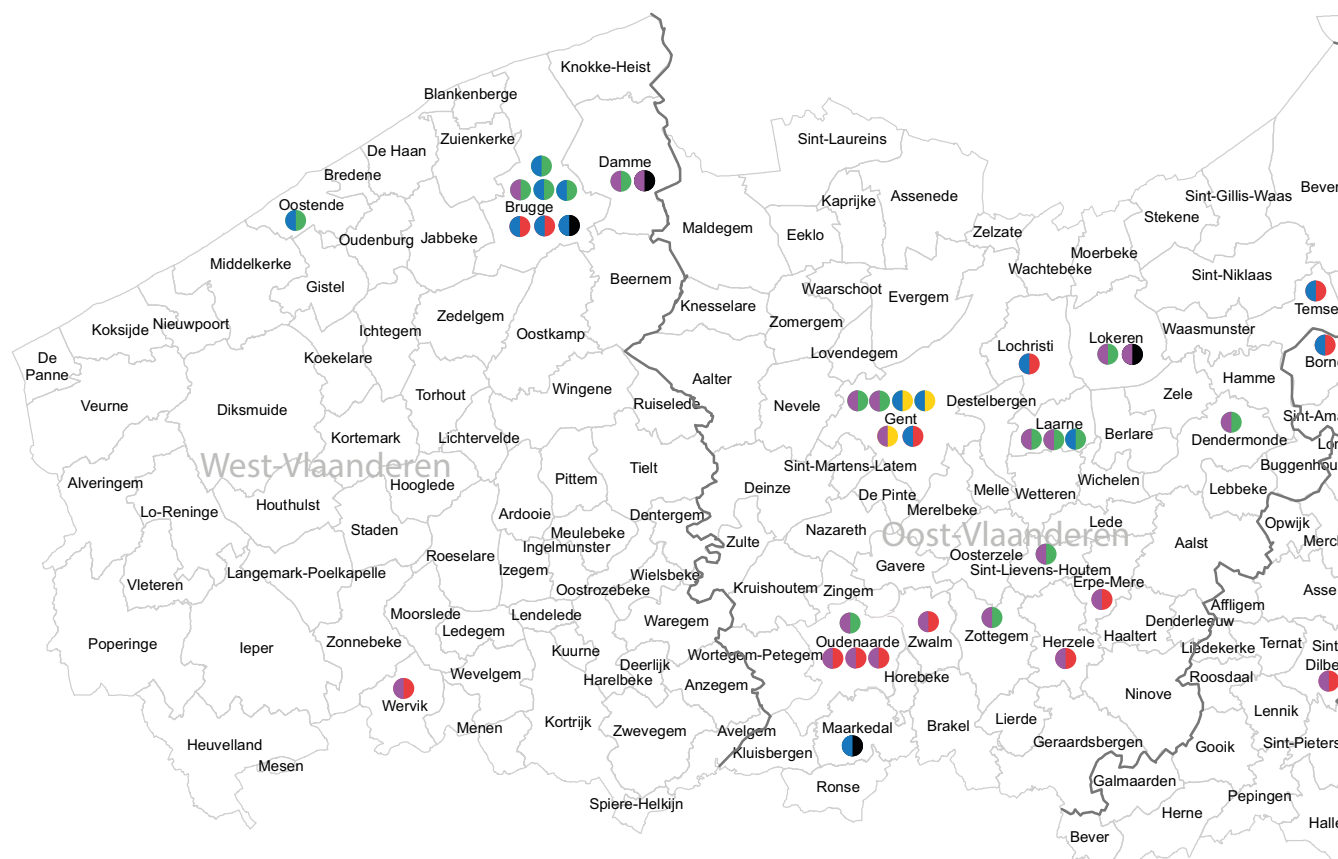 Knokke-Heist
Blankenberge
Zuienkerke
De Haan
Bredene
Damme
Sint-Laureins
Oostende
Brugge
Kaprijke
Assenede
Sint-Gillis-Waas
Stekene
Oudenburg
Jabbeke
Maldegem
Eeklo
Zelzate
Moerbeke
Wachtebeke
Middelkerke
Gistel
Beernem
Waarschoot
Evergem
Sint-Niklaas
Temse
Koksijde
Nieuwpoort
Ichtegem
Zedelgem
Oostkamp
Knesselare
Zomergem
Lovendegem
Lochristi
Lokeren
Waasmunster
De
Panne
Koekelare
Veurne
Diksmuide
Torhout
Wingene
Ruiselede
Aalter
Nevele
Destelbergen
Hamme
Zele
Kortemark
Lichtervelde
Gent
Laarne
Berlare
Dendermonde
West-Vlaanderen
Alveringem
Hooglede
Pittem
Tielt
Sint-Martens-Latem
Deinze
De Pinte
Melle
Wetteren
Wichelen
Lebbeke
Lo-Reninge
Houthulst
Staden
Ardooie
Dentergem
Merelbeke
Meulebeke
Ingelmunster
Zulte
Nazareth
Oost-Vlaanderen
Lede
Aalst
Opwijk
Vleteren
Langemark-Poelkapelle
Roeselare
Izegem
Wielsbeke
Oostrozebeke
Kruishoutem
Zingem
Gavere
Oosterzele
Sint-Lievens-Houtem
Erpe-Mere
Asse
Affligem
Moorslede
Lendelede
Ledegem
Waregem
Denderleeuw
Poperinge
Ieper
Zonnebeke
Kuurne
Deerlijk
Harelbeke
Wortegem-Petegem
Oudenaarde
Zwalm
Horebeke
Zottegem
Herzele
Haaltert
Liedekerke
Ternat
Roosdaal
Wevelgem
Anzegem
Wervik
Menen
Kortrijk
Zwevegem
Avelgem
Kluisbergen
Maarkedal
Brakel
Lierde
Ninove
Geraardsbergen
Lennik
Gooik
Heuvelland
Mesen
Spiere-Helkijn
Ronse
Galmaarden
Pepingen
Herne
Bever
Halle